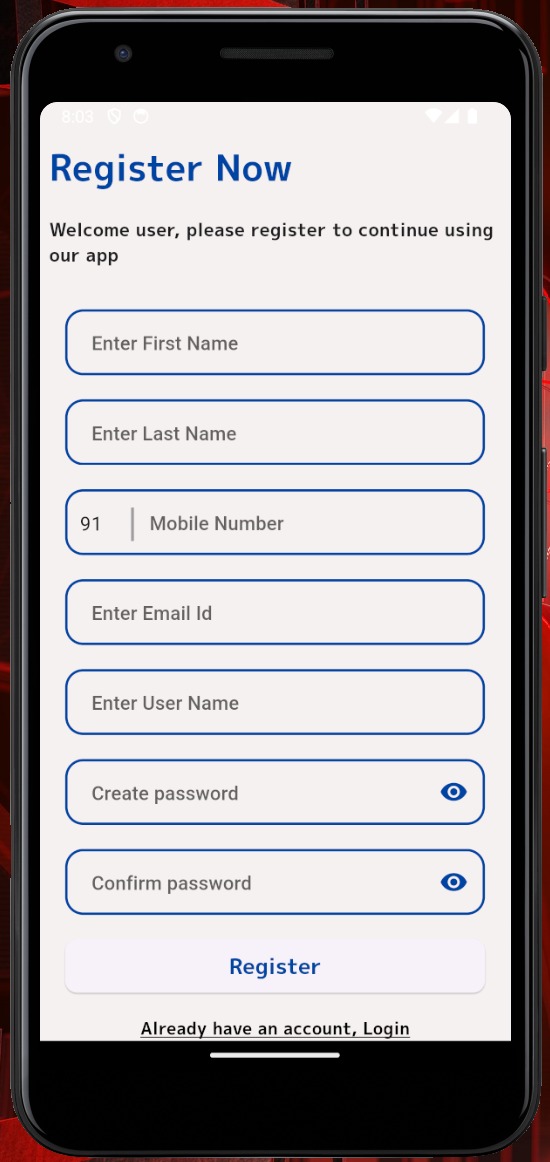 8:03
Register Now
Welcome user, please register to continue using
our app
Enter First Name
Enter Last Name
91 Mobile Number
Enter Email Id
Enter User Name
Create password
Confirm password
Register
Already have an account, Login